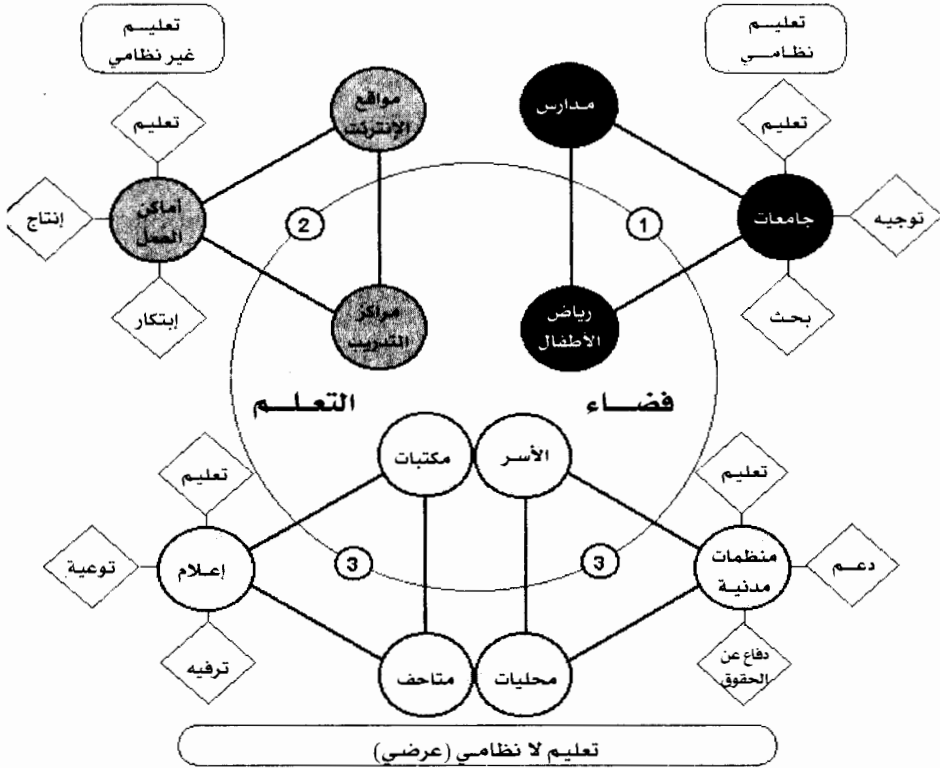 تعليم
نظامي
تعليم
غير نظامي
مدارس
تعليم
جامعات
توجيه
بحث
رياض
الأطفال
1
مواقع
الإنترنت
تعليم
أماكن
العمل
إنتاج
إبتكار
مراكز
التدريب
2
فضاء
التعلم
الأسر
تعليم
منظمات
مدنية
دعم
دفاع عن
الحقوق
محليات
3
مكتبات
تعليم
إعلام
توعية
ترفيه
متاحف
3
تعليم لا نظامي (عرضي)